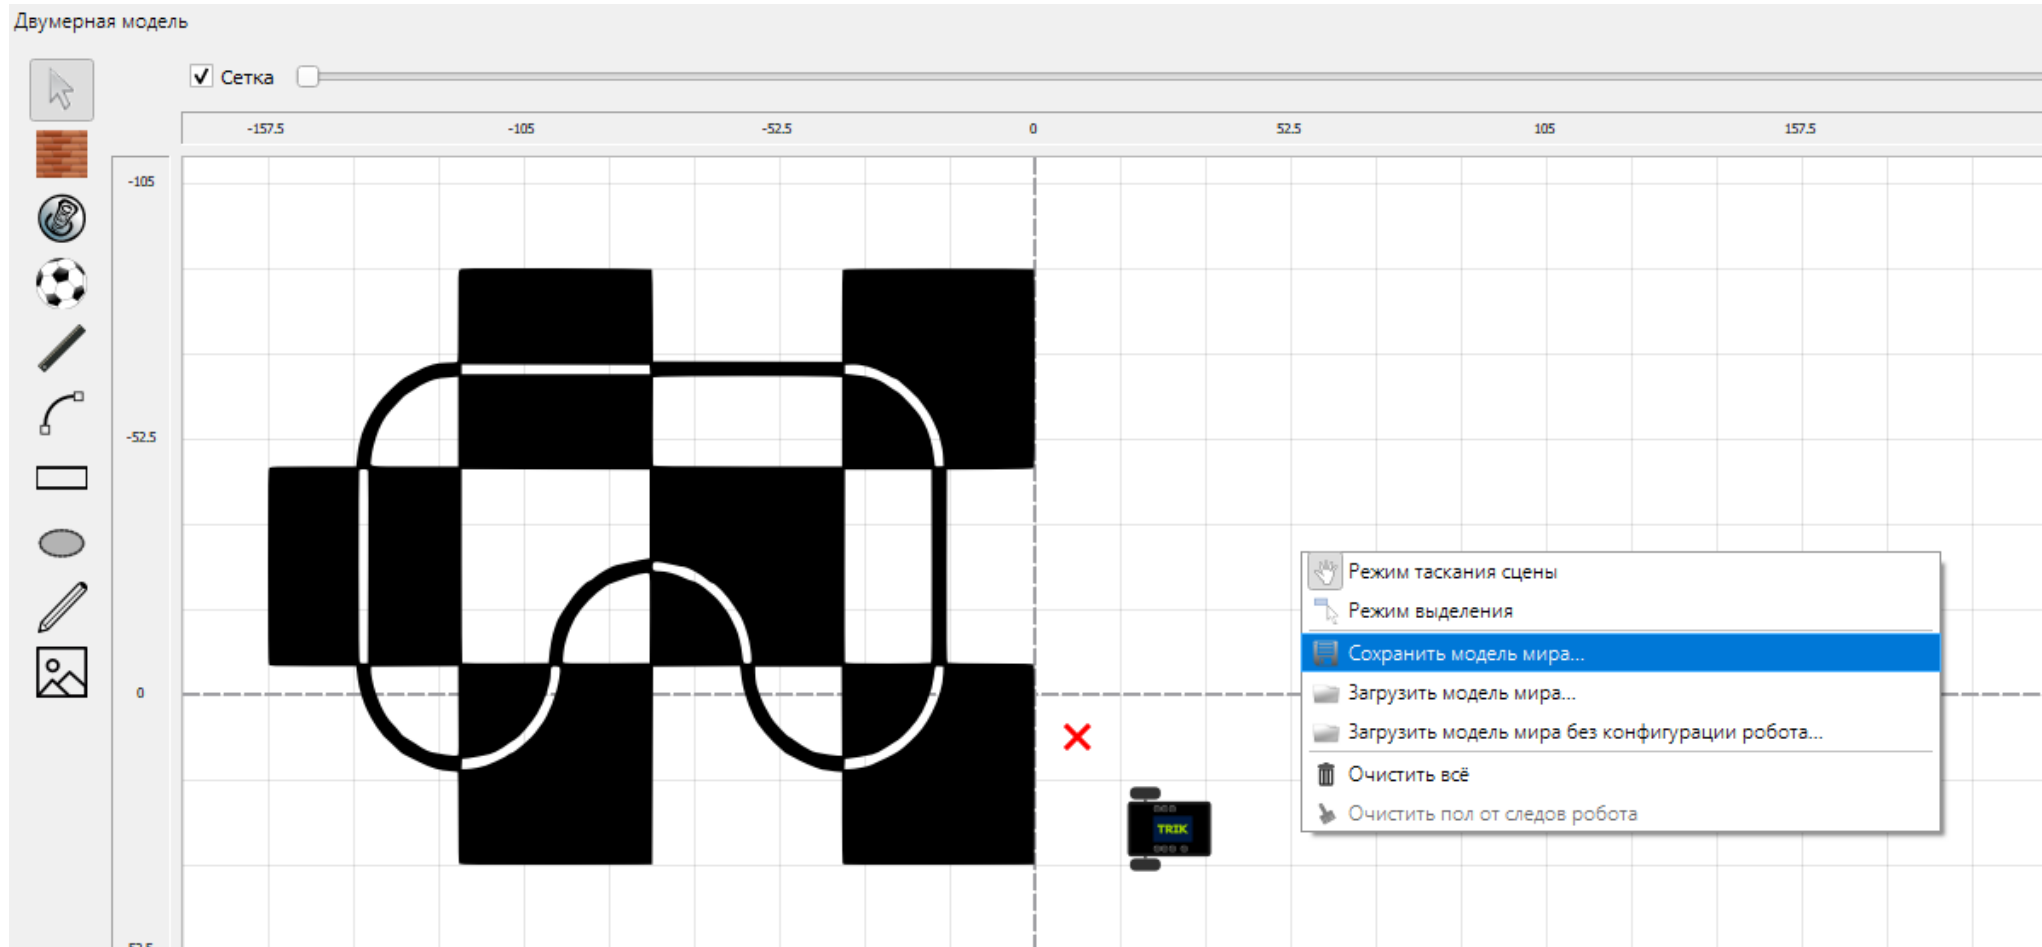 Двумерная модель
Сетка
-157.5 -105 -52.5 0 52.5 105 157.5
-105
-52.5
0
Режим таскания сцены
Режим выделения
Сохранить модель мира...
Загрузить модель мира...
Загрузить модель мира без конфигурации робота...
Очистить всё
Очистить пол от следов робота
TRIK